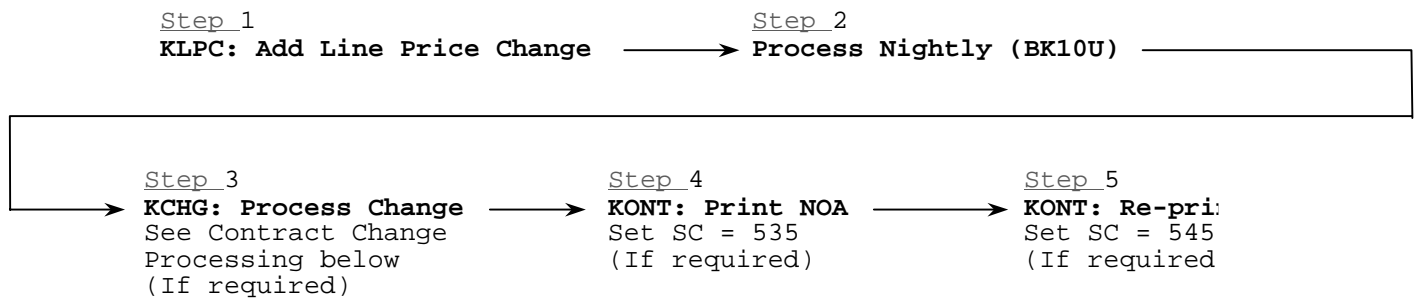 Step 1
KLPC: Add Line Price Change
Step 2
Process Nightly (BK10U)
Step 3
KCHG: Process Change
See Contract Change
Processing below
(If required)
Step 4
KONT: Print NOA
Set SC = 535
(If required)
Step 5
KONT:
Set SC = 545
(If required